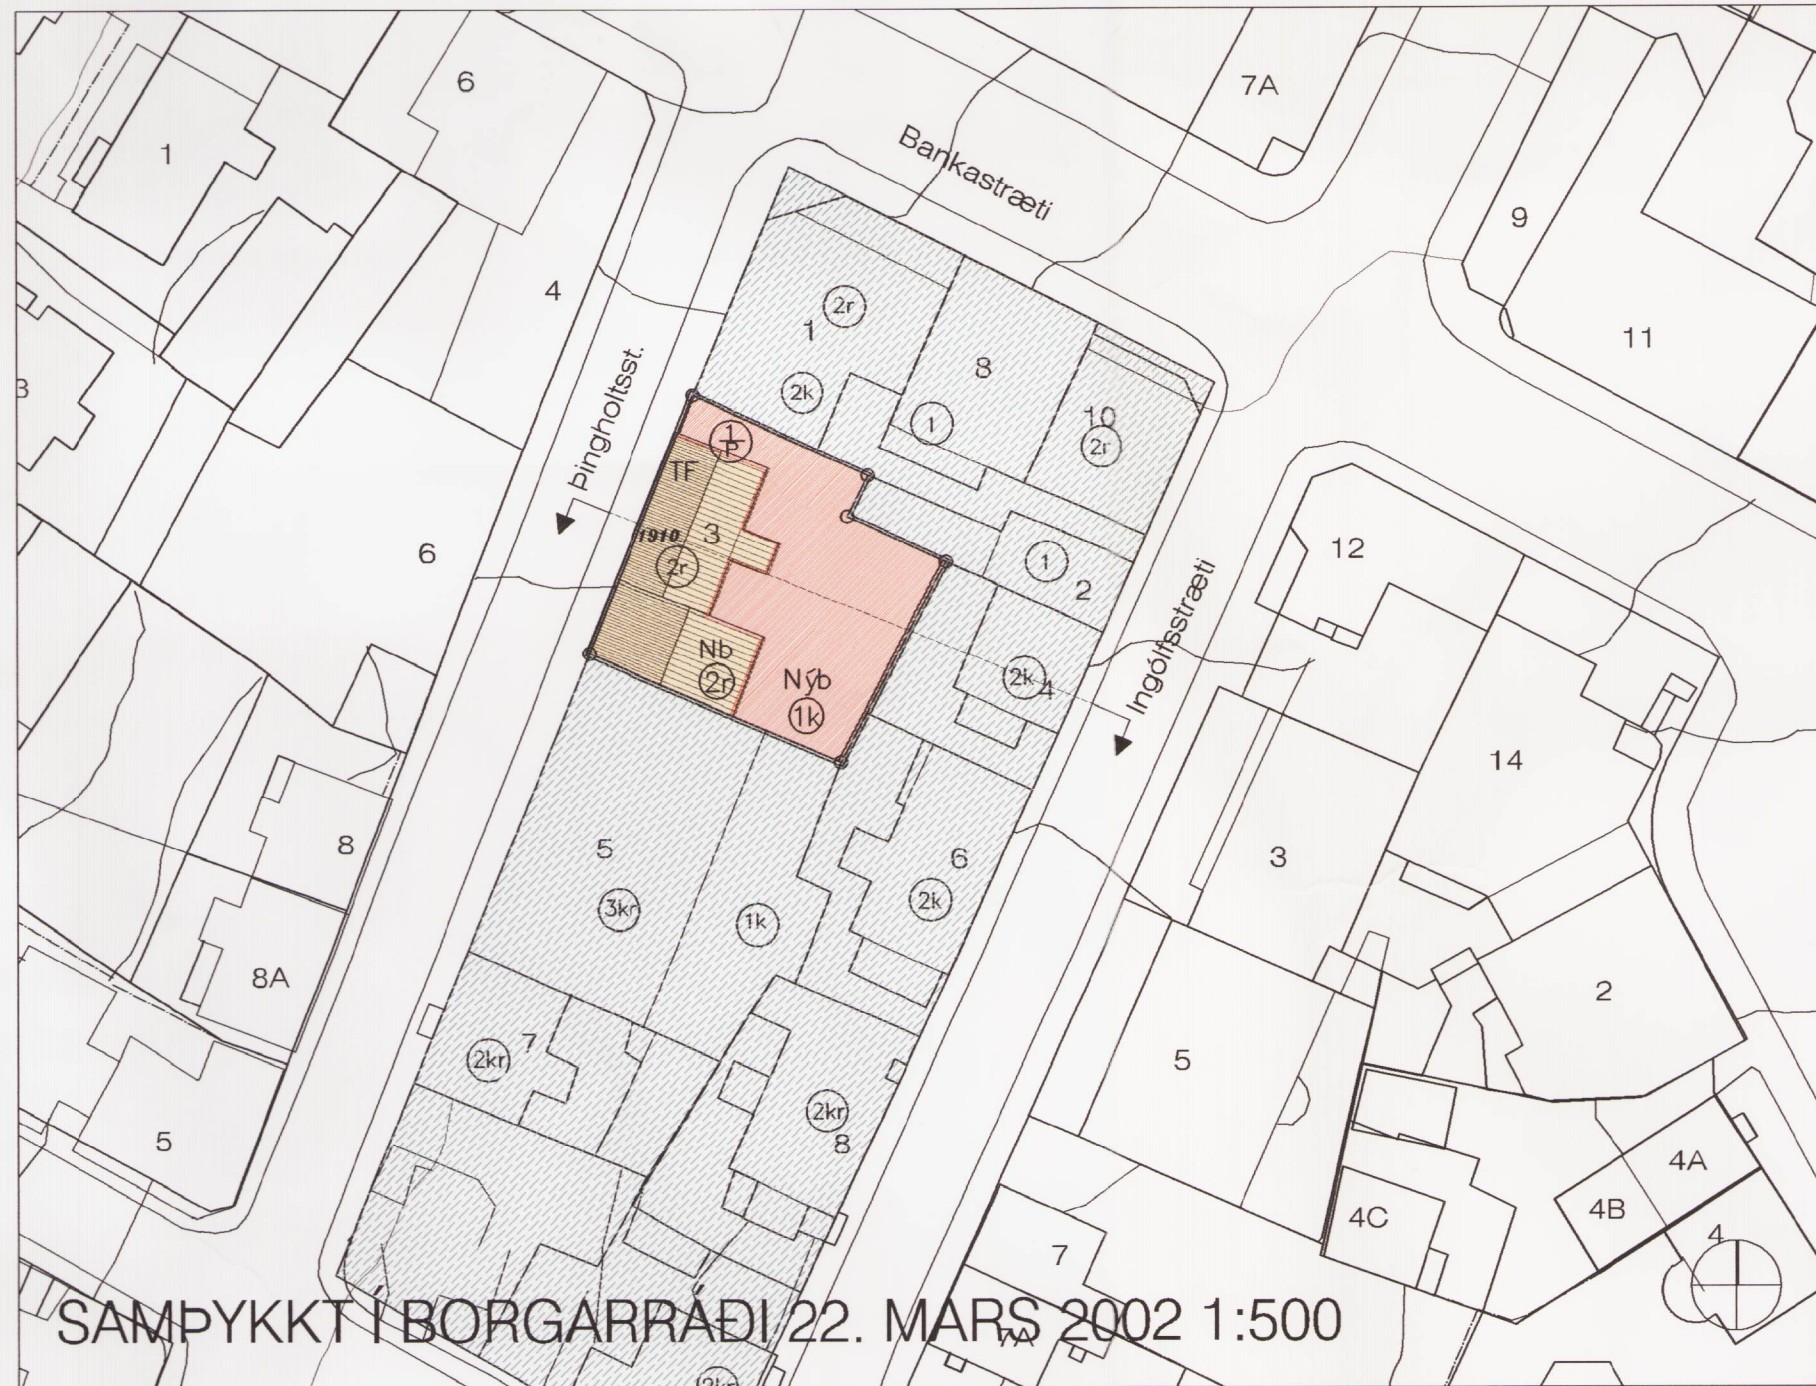 6
7A
1
Bankastræti
9
4
2r
1
11
8
3
2k
1
10
2r
Þingholtsst.
1
Þ
TF
1910
3
2r
6
12
1
2
Nb
2r
Nýb
1k
2k
4
Ingólfsstræti
14
5
8
3
6
3kr
1k
2k
8A
2
7
2kr
5
2kr
8
5
4A
4C
4B
4
7
SAMÞYKKT Í BORGARRÁÐI 22. MARS 2002 1:500
7A
2kr